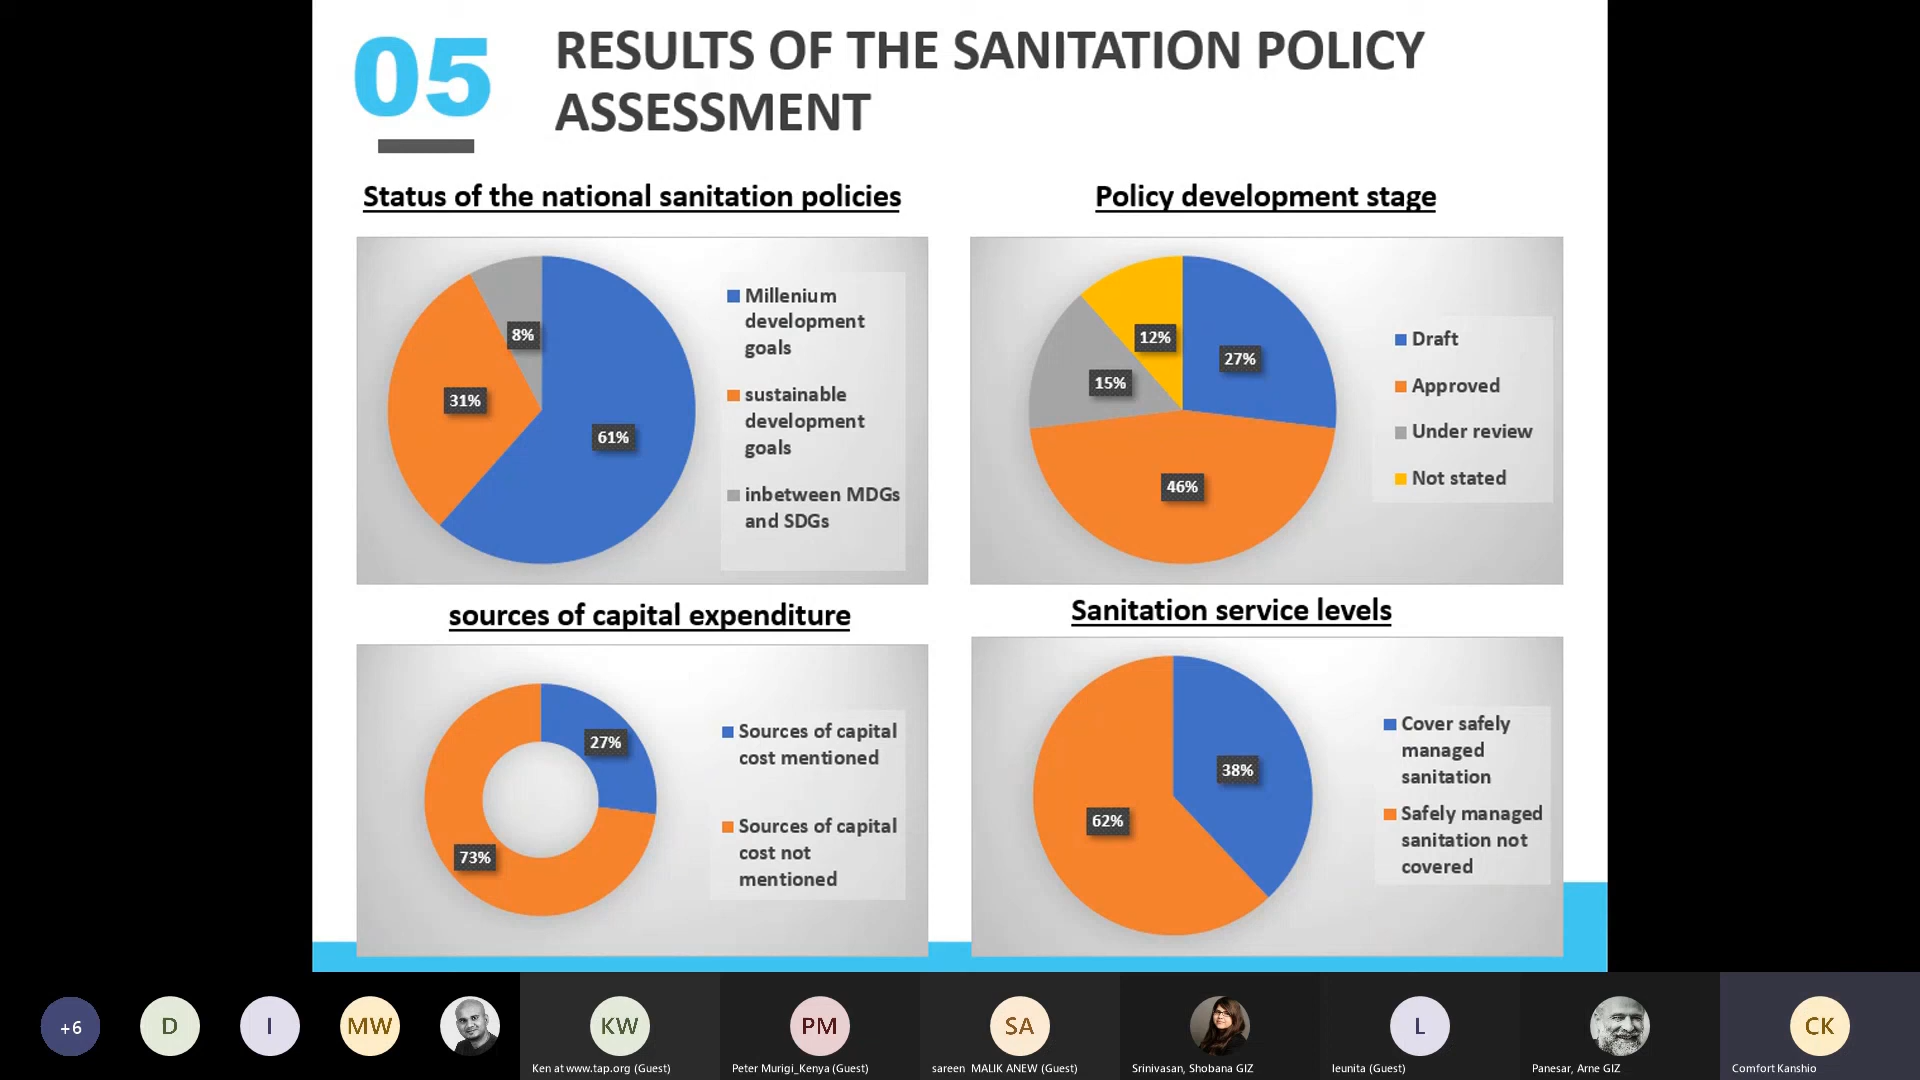 05
RESULTS OF THE SANITATION POLICY
ASSESSMENT
Status of the national sanitation policies
8%
31%
61%
Millenium
development
goals
sustainable
development
goals
inbetween MDGs
and SDGs
Policy development stage
12%
27%
15%
46%
Draft
Approved
Under review
Not stated
sources of capital expenditure
27%
73%
Sources of capital
cost mentioned
Sources of capital
cost not
mentioned
Sanitation service levels
38%
62%
Cover safely
managed
sanitation
Safely managed
sanitation not
covered
+6
D
I
MW
KW
Ken at www.tap.org (Guest)
PM
Peter Murigi_Kenya (Guest)
SA
sareen MALIK ANEW (Guest)
Srinivasan, Shobana GIZ
L
leunita (Guest)
Panesar, Arne GIZ
CK
Comfort Kanshio